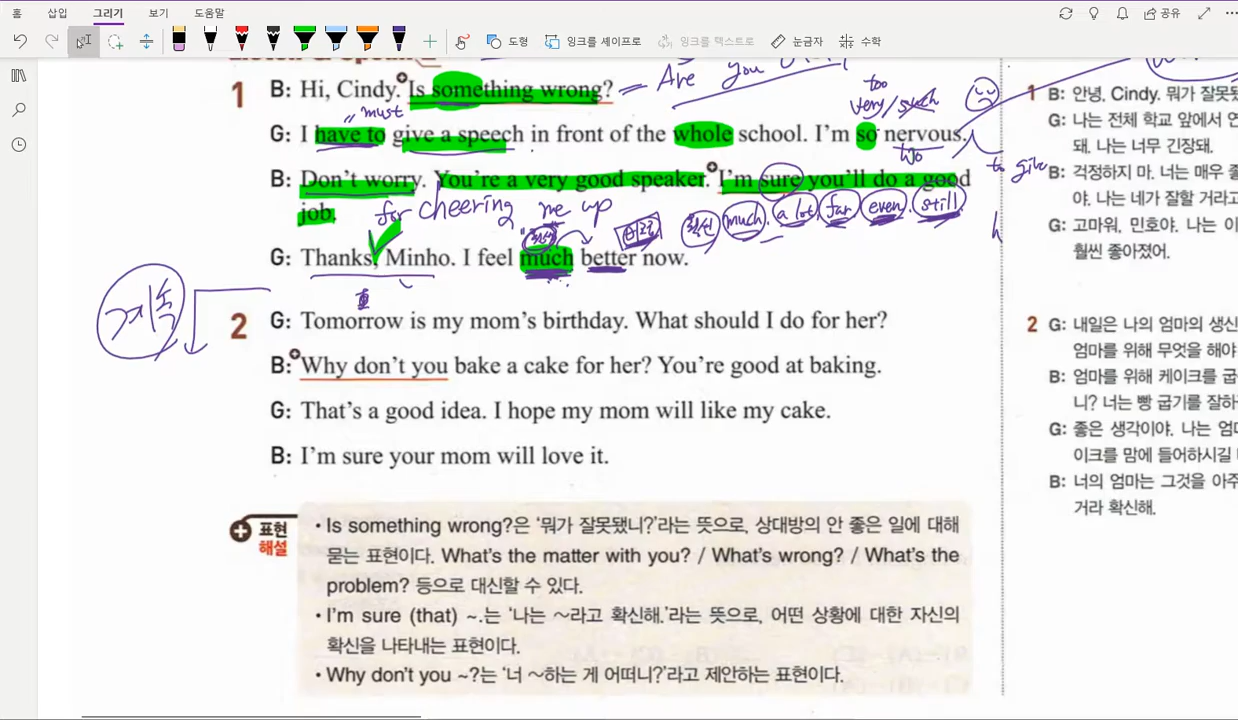 홈 삽입 그리기 보기 도움말 공유
도형 잉크를 셰이프로 잉크를 텍스트로 눈금자 수학
1 B: Hi, Cindy. Is something wrong? = Are you
too
very/such
" must
G: I have to give a speech in front of the whole school. I'm so nervous.
to give
B: Don't worry. You're a very good speaker. I'm sure you'll do a good
job.
for cheering me up
훨씬 much. a lot, far, even, still
G: Thanks, Minho. I feel much better now.
계속
2 G: Tomorrow is my mom's birthday. What should I do for her?
B: Why don't you bake a cake for her? You're good at baking.
G: That's a good idea. I hope my mom will like my cake.
B: I'm sure your mom will love it.
표현
해설
• Is something wrong?은 '뭐가 잘못됐니?'라는 뜻으로, 상대방의 안 좋은 일에 대해
묻는 표현이다. What's the matter with you? / What's wrong? / What's the
problem? 등으로 대신할 수 있다.
• I'm sure (that) ~.는 '나는 ~라고 확신해.'라는 뜻으로, 어떤 상황에 대한 자신의
확신을 나타내는 표현이다.
• Why don't you ~?는 '너 ~하는 게 어떠니?'라고 제안하는 표현이다.
1 B: 안녕, Cindy. 뭐가 잘못됐
G: 나는 전체 학교 앞에서 연
돼. 나는 너무 긴장돼.
B: 걱정하지 마. 너는 매우 좋
야. 나는 네가 잘할 거라고
G: 고마워, 민호야. 나는 이
훨씬 좋아졌어.
2 G: 내일은 나의 엄마의 생신
엄마를 위해 무엇을 해야
B: 엄마를 위해 케이크를 굽
니? 너는 빵 굽기를 잘하
G: 좋은 생각이야. 나는 엄
이크를 맘에 들어하시길
B: 너의 엄마는 그것을 아주
거라 확신해.